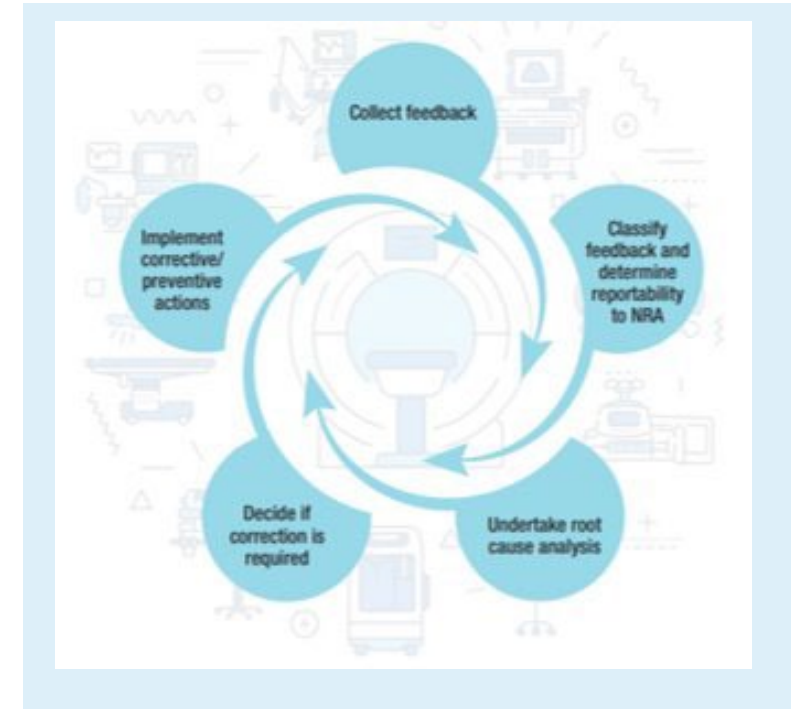 Collect feedback
Classify
feedback and
determine
reportability
to NRA
Undertake root
cause analysis
Decide if
correction is
required
Implement
corrective/
preventive
actions